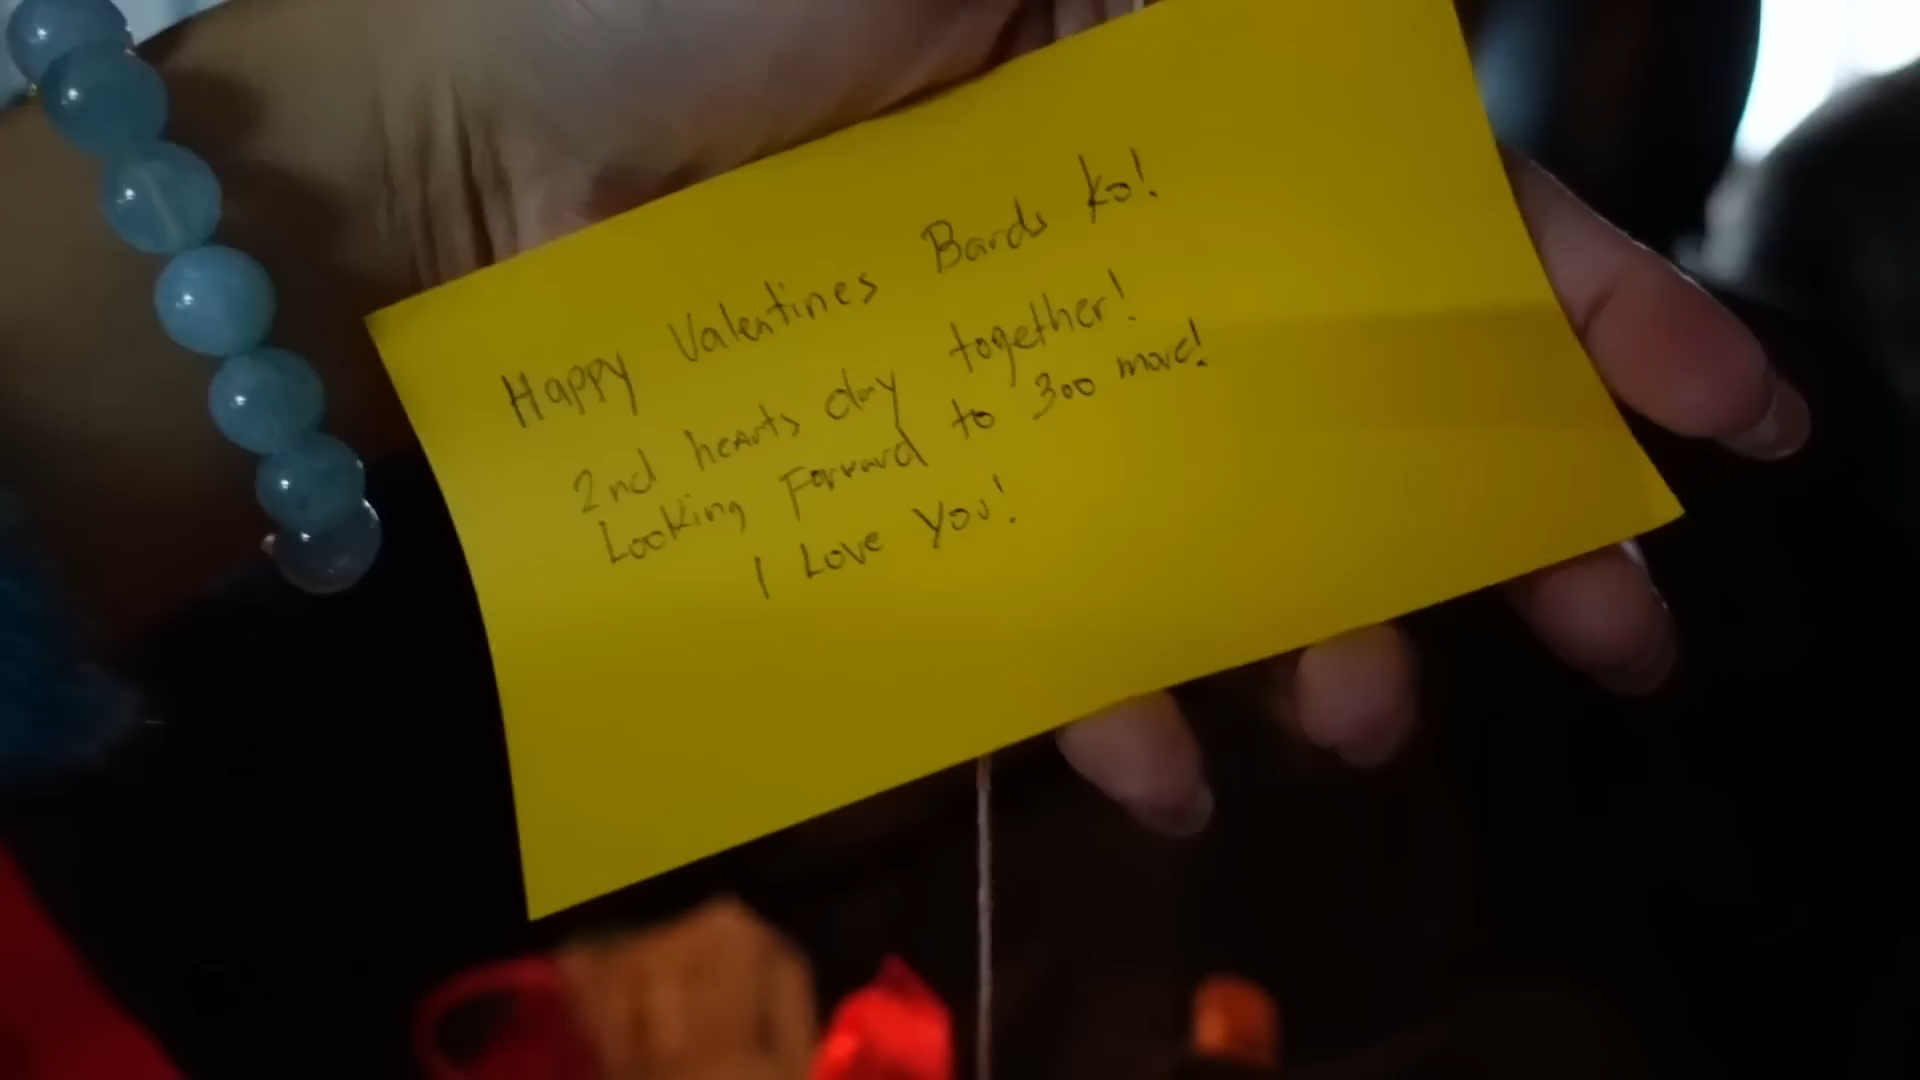 Happy Valentines Bards ko!
2nd hearts day together!
Looking Forward to 300 more!
I Love You!